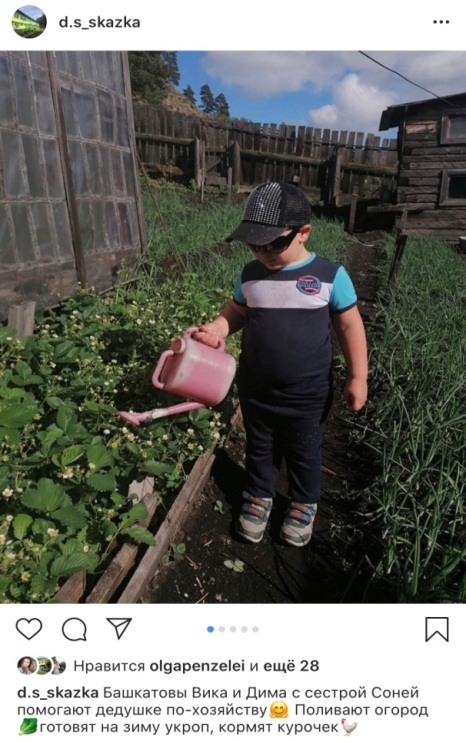 d.s_skazka
Нравится olgapenzelei и ещё 28
d.s_skazka Башкатовы Вика и Дима с сестрой Соней
помогают дедушке по-хозяйству🤗 Поливают огород
🥬готовят на зиму укроп, кормят курочек🐓